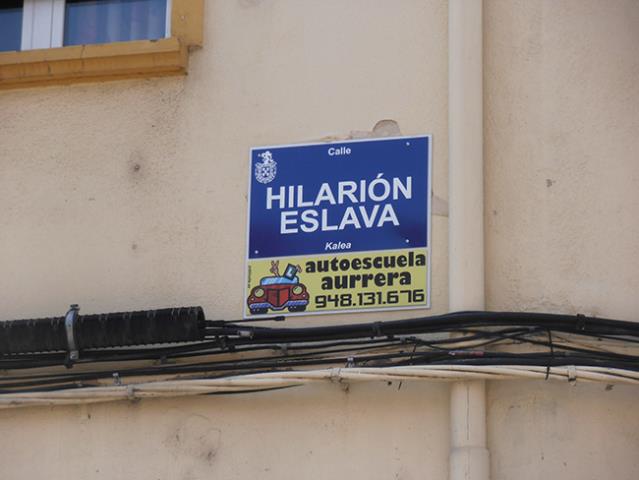 Calle
HILARIÓN
ESLAVA
Kalea
autoescuela
aurrera
948.131.676